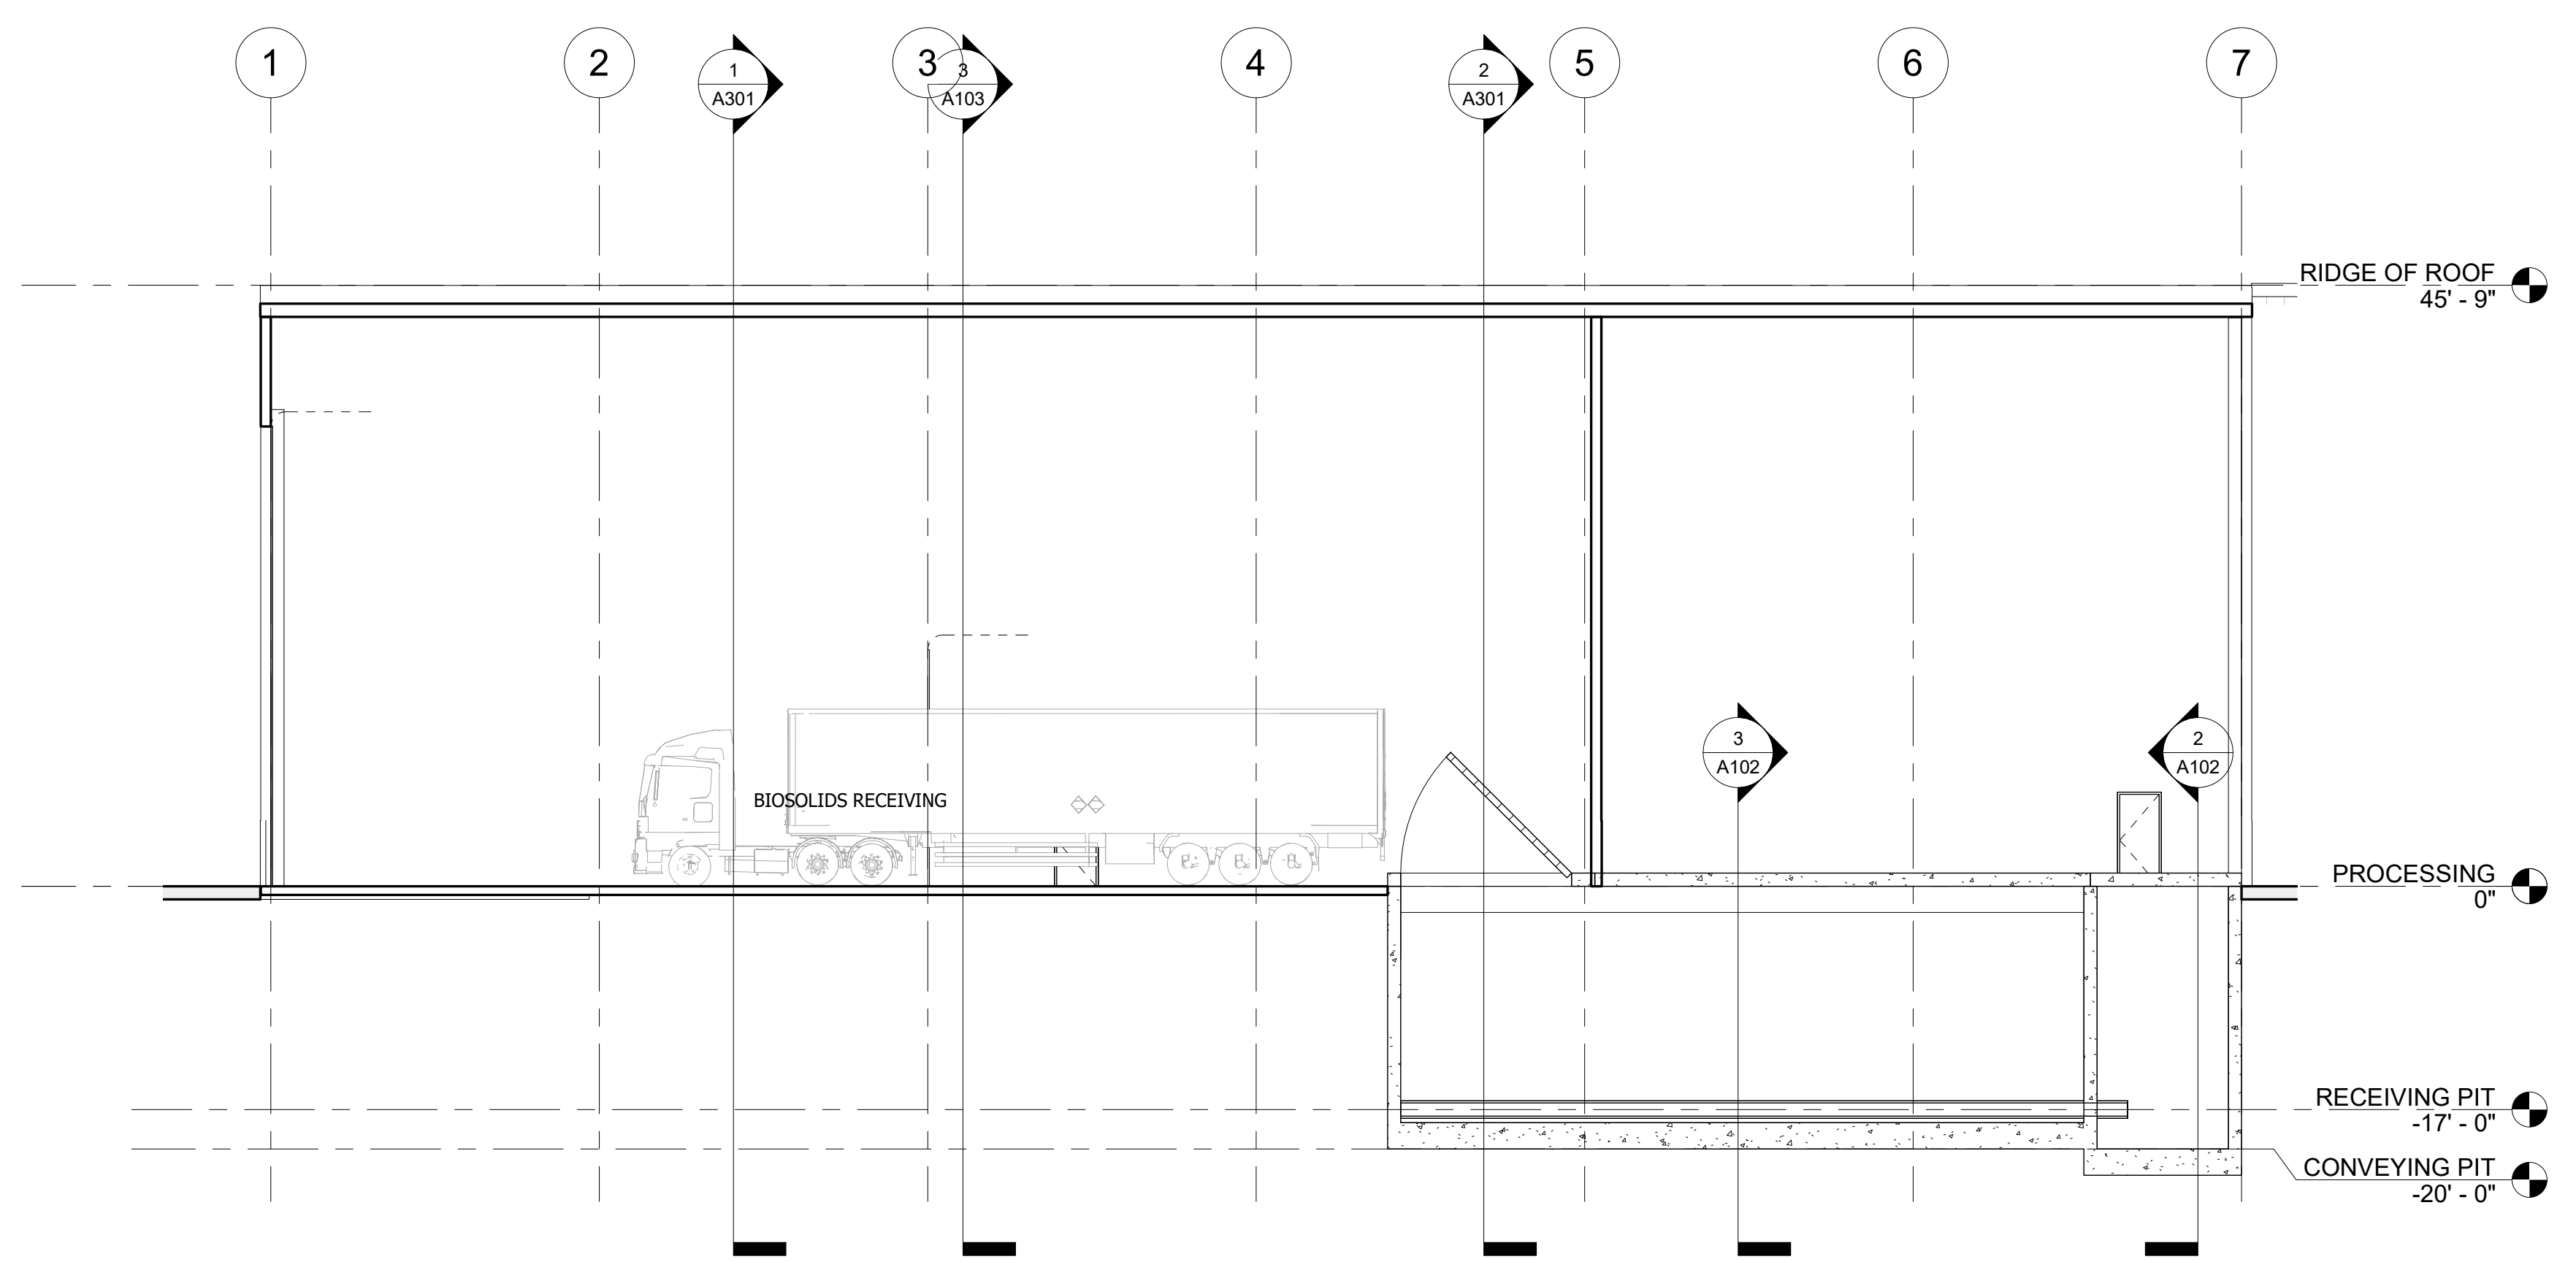 1
2
3
4
5
6
7
1
A301
3
A103
2
A301
RIDGE OF ROOF
45' - 9"
3
A102
2
A102
BIOSOLIDS RECEIVING
PROCESSING
0"
RECEIVING PIT
-17' - 0"
CONVEYING PIT
-20' - 0"